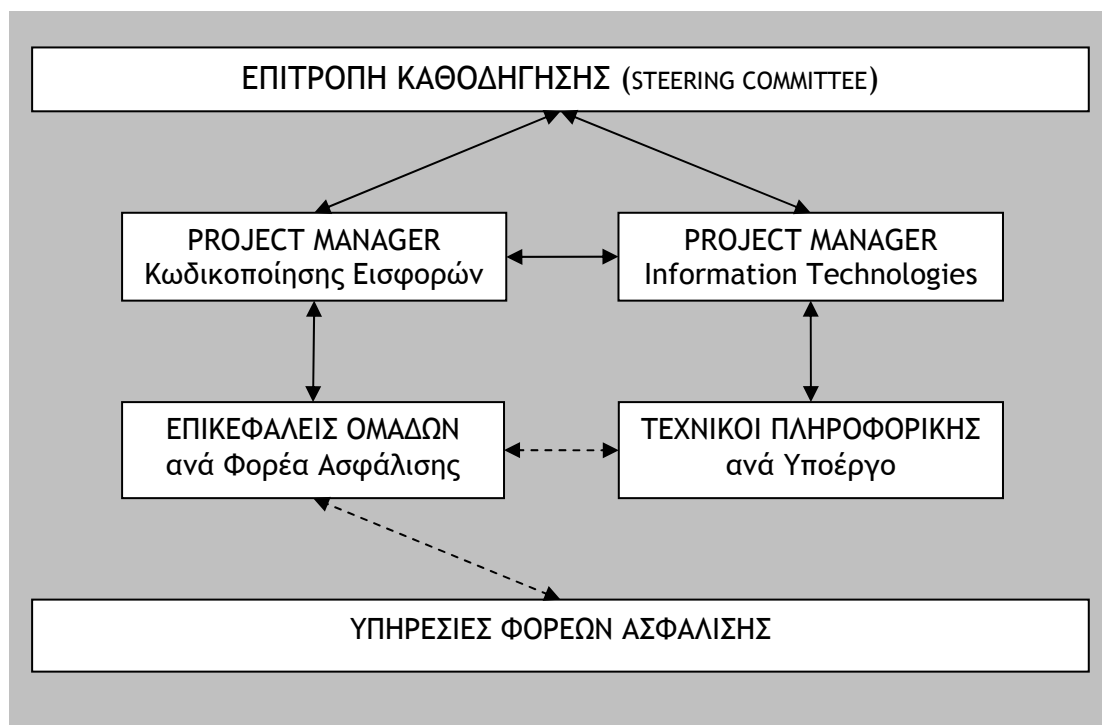 ΕΠΙΤΡΟΠΗ ΚΑΘΟΔΗΓΗΣΗΣ (STEERING COMMITTEE)
PROJECT MANAGER
Κωδικοποίησης Εισφορών
PROJECT MANAGER
Information Technologies
ΕΠΙΚΕΦΑΛΕΙΣ ΟΜΑΔΩΝ
ανά Φορέα Ασφάλισης
ΤΕΧΝΙΚΟΙ ΠΛΗΡΟΦΟΡΙΚΗΣ
ανά Υποέργο
ΥΠΗΡΕΣΙΕΣ ΦΟΡΕΩΝ ΑΣΦΑΛΙΣΗΣ